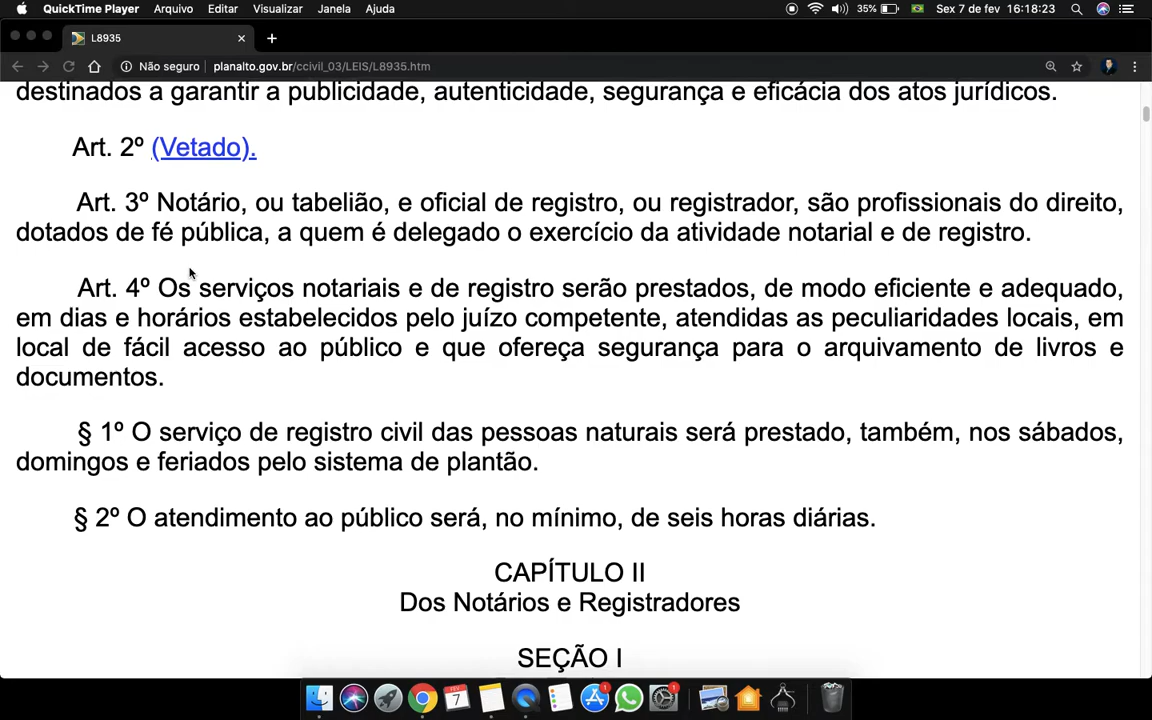 QuickTime Player Arquivo Editar Visualizar Janela Ajuda 35% Sex 7 de fev 16:18:23
L8935
Não seguro planalto.gov.br/ccivil_03/LEIS/L8935.htm
destinados a garantir a publicidade, autenticidade, segurança e eficácia dos atos jurídicos.
Art. 2º (Vetado).
Art. 3º Notário, ou tabelião, e oficial de registro, ou registrador, são profissionais do direito,
dotados de fé pública, a quem é delegado o exercício da atividade notarial e de registro.
Art. 4º Os serviços notariais e de registro serão prestados, de modo eficiente e adequado,
em dias e horários estabelecidos pelo juízo competente, atendidas as peculiaridades locais, em
local de fácil acesso ao público e que ofereça segurança para o arquivamento de livros e
documentos.
§ 1º O serviço de registro civil das pessoas naturais será prestado, também, nos sábados,
domingos e feriados pelo sistema de plantão.
§ 2º O atendimento ao público será, no mínimo, de seis horas diárias.
CAPÍTULO II
Dos Notários e Registradores
SEÇÃO I
FEV
7
1
1